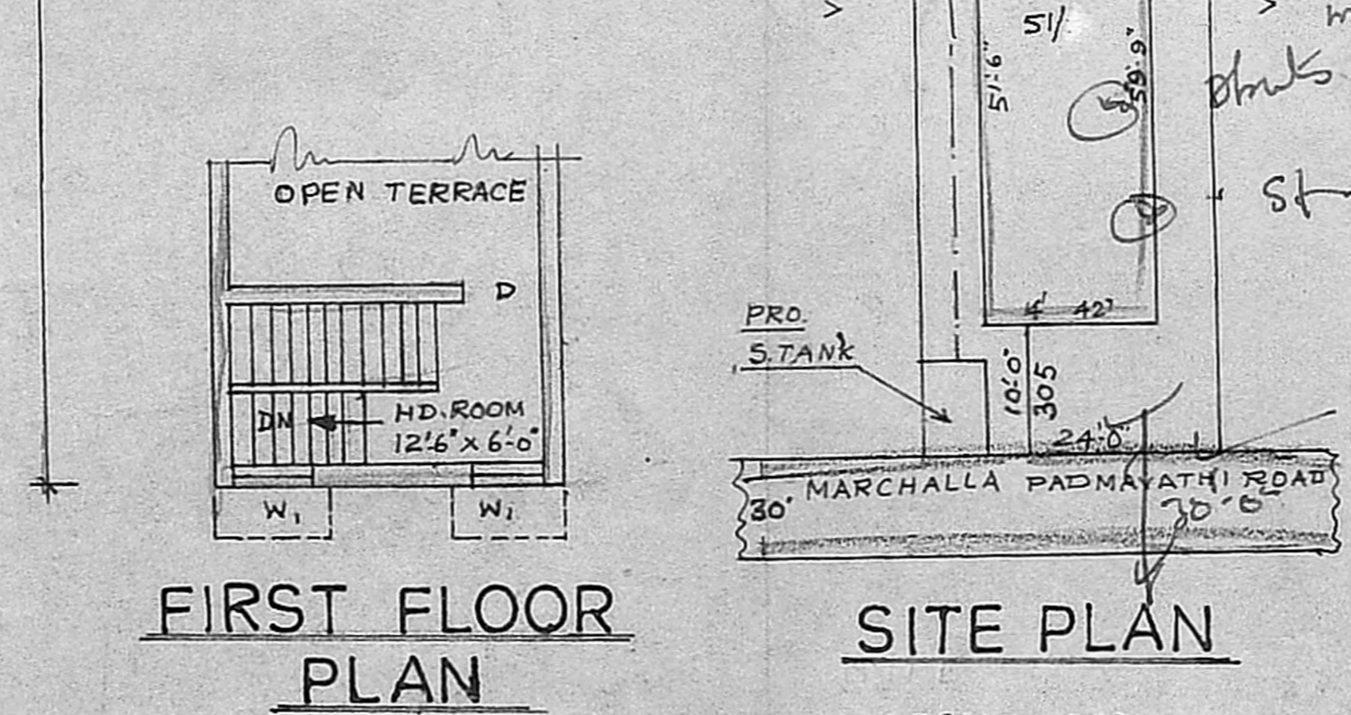 OPEN TERRACE
D
DN
HD. ROOM
12'6" X 6'-0"
W1
W1
FIRST FLOOR
PLAN
51/
51'-6"
59'-9"
4' 42'
PRO.
S. TANK
10'-0"
305
24'-0"
MARCHALLA PADMAVATHI ROAD
30'
30'-0"
SITE PLAN